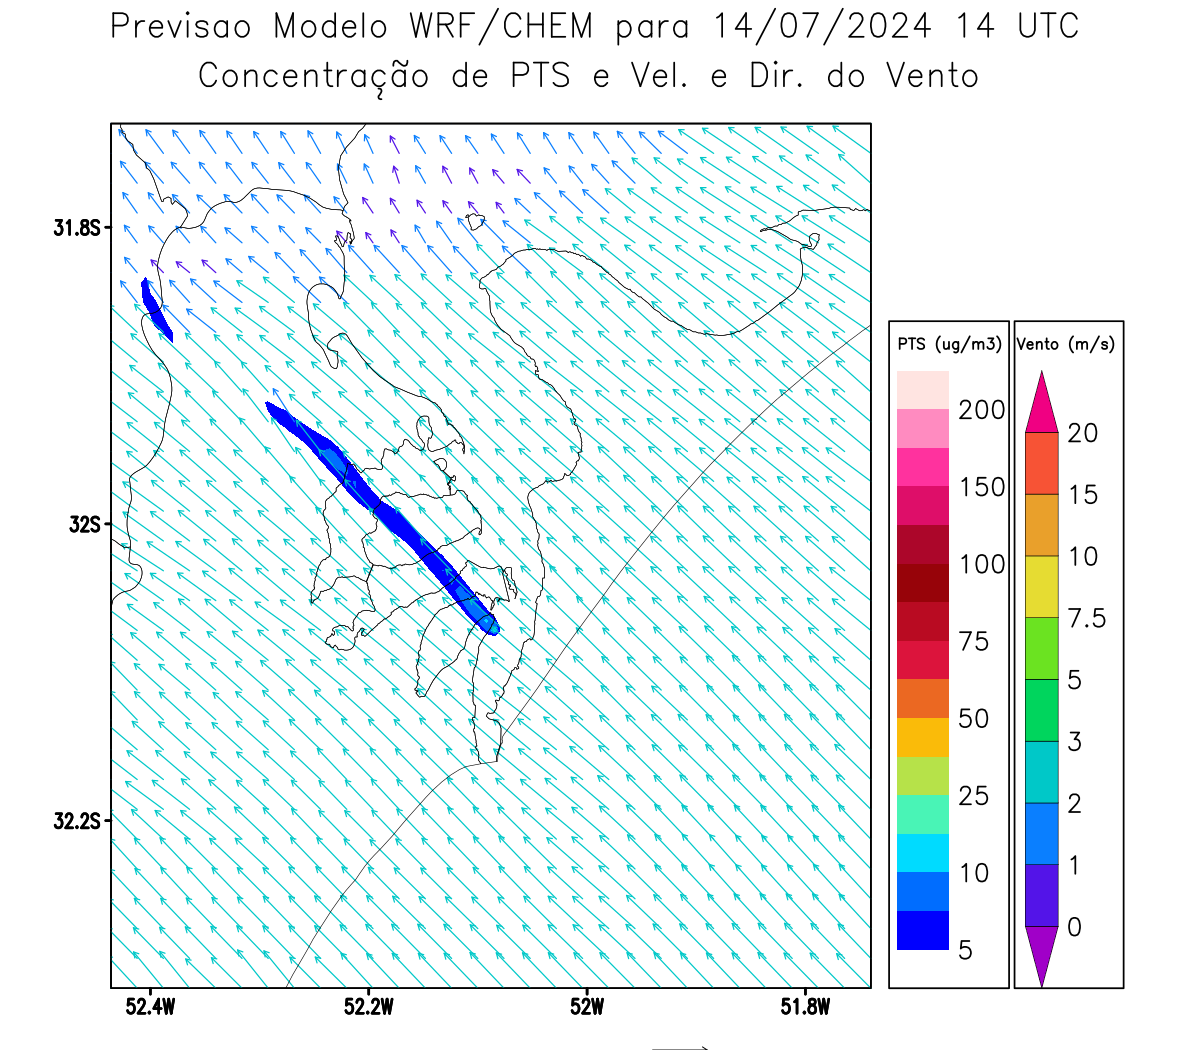 Previsao Modelo WRF/CHEM para 14/07/2024 14 UTC
Concentração de PTS e Vel. e Dir. do Vento
31.8S
32S
32.2S
52.4W 52.2W 52W 51.8W
PTS (ug/m3)
200
150
100
75
50
25
10
5
Vento (m/s)
20
15
10
7.5
5
3
2
1
0